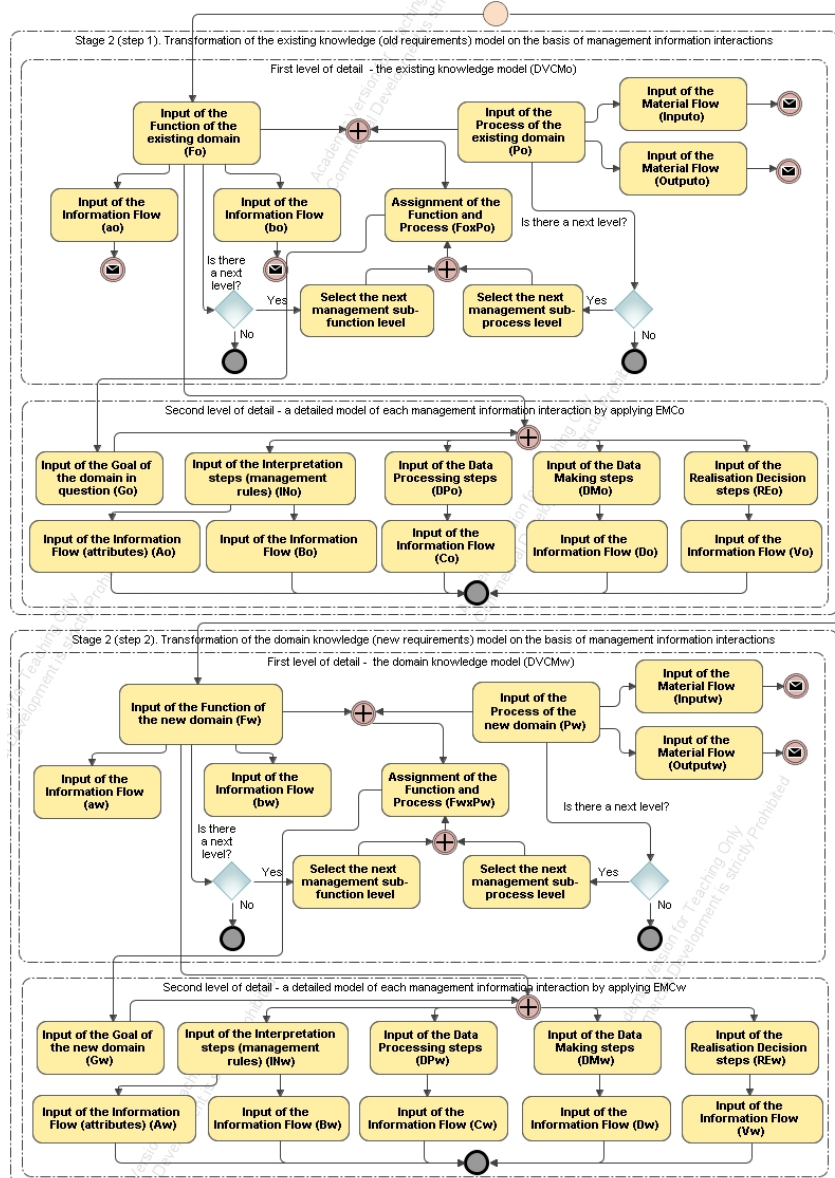 Stage 2 (step 1). Transformation of the existing knowledge (old requirements) model on the basis of management information interactions
First level of detail - the existing knowledge model (DVCMo)
Input of the
Function of the
existing domain
(Fo)
Input of the
Process of the
existing domain
(Po)
Input of the
Material Flow
(Inputo)
Input of the
Material Flow
(Outputo)
Input of the
Information Flow
(ao)
Input of the
Information Flow
(bo)
Assignment of the
Function and
Process (FoxPo)
Is there a next level?
Is there
a next
level?
Yes
Select the next
management sub-
function level
Select the next
management sub-
process level
Yes
No
No
Second level of detail - a detailed model of each management information interaction by applying EMCo
Input of the Goal of
the domain in
question (Go)
Input of the Interpretation
steps (management
rules) (INo)
Input of the Data
Processing steps
(DPo)
Input of the Data
Making steps
(DMo)
Input of the
Realisation Decision
steps (REo)
Input of the Information
Flow (attributes) (Ao)
Input of the Information
Flow (Bo)
Input of the
Information Flow
(Co)
Input of the
Information Flow (Do)
Input of the
Information Flow (Vo)
Stage 2 (step 2). Transformation of the domain knowledge (new requirements) model on the basis of management information interactions
First level of detail - the domain knowledge model (DVCMw)
Input of the Function of
the new domain (Fw)
Input of the
Process of the
new domain (Pw)
Input of the
Material Flow
(Inputw)
Input of the
Material Flow
(Outputw)
Input of the
Information Flow
(aw)
Input of the
Information Flow
(bw)
Assignment of the
Function and
Process (FwxPw)
Is there a next level?
Is there
a next
level?
Yes
Select the next
management sub-
function level
Select the next
management sub-
process level
Yes
No
No
Second level of detail - a detailed model of each management information interaction by applying EMCw
Input of the Goal of
the new domain
(Gw)
Input of the Interpretation
steps (management
rules) (INw)
Input of the Data
Processing steps
(DPw)
Input of the Data
Making steps
(DMw)
Input of the
Realisation Decision
steps (REw)
Input of the Information
Flow (attributes) (Aw)
Input of the
Information Flow (Bw)
Input of the
Information Flow (Cw)
Input of the
Information Flow (Dw)
Input of the
Information Flow
(Vw)